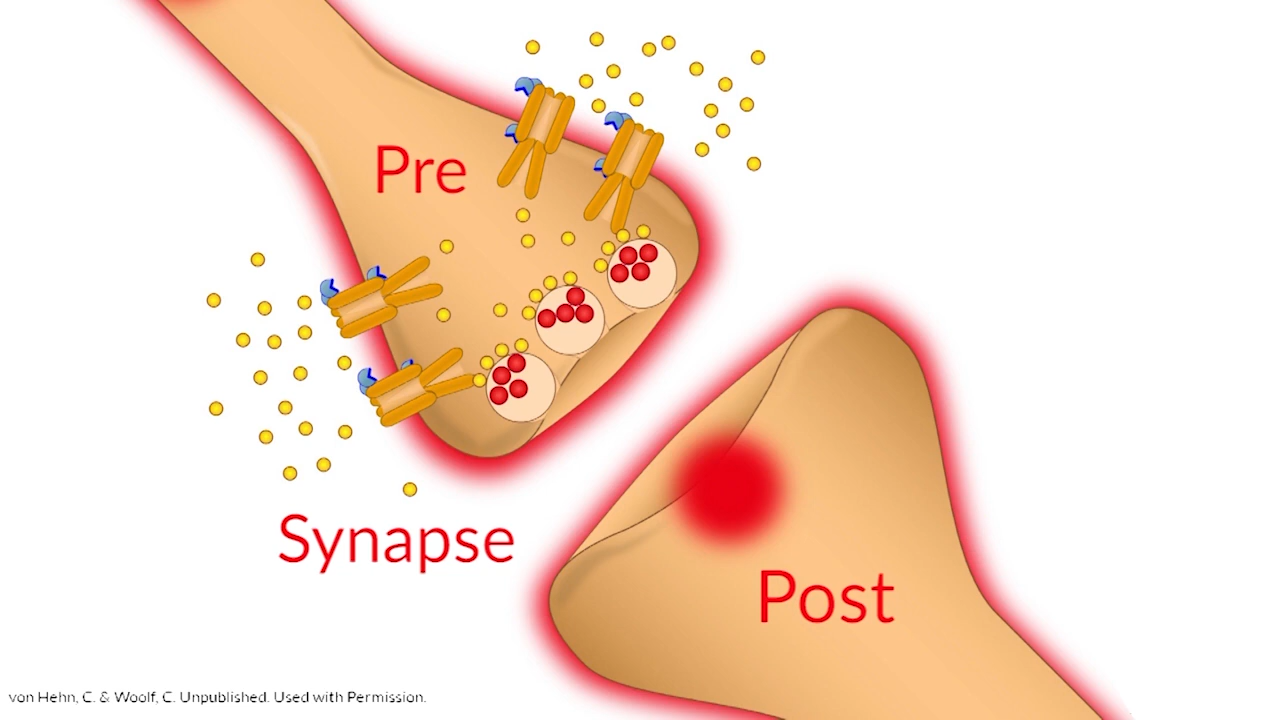 Pre
Synapse
Post
von Hehn, C. & Woolf, C. Unpublished. Used with Permission.